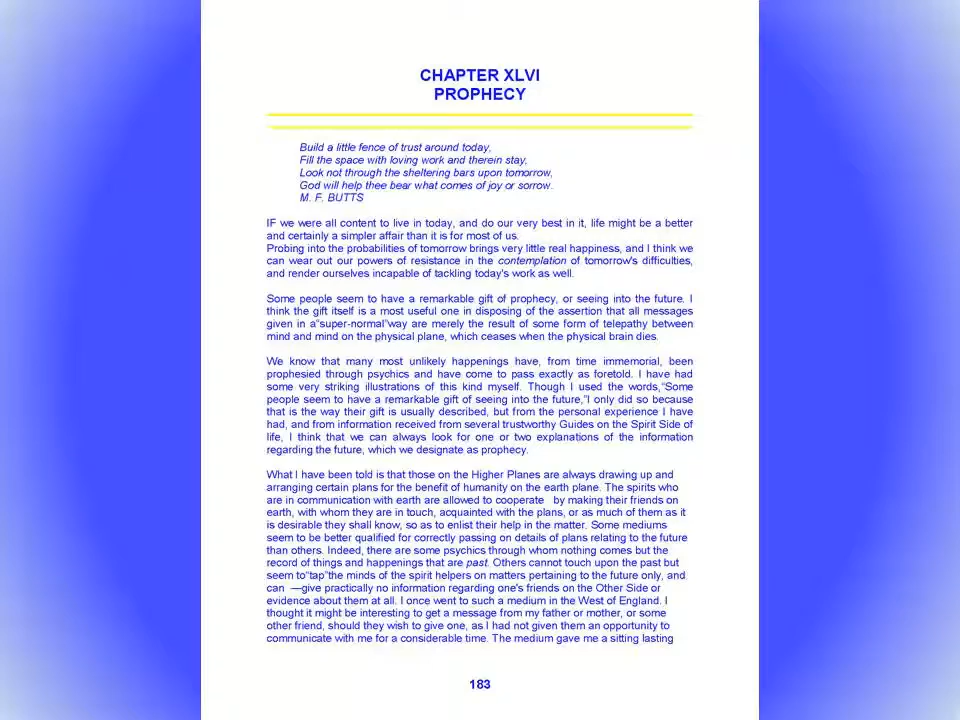 CHAPTER XLVI
PROPHECY
Build a little fence of trust around today,
Fill the space with loving work and therein stay,
Look not through the sheltering bars upon tomorrow,
God will help thee bear what comes of joy or sorrow.
M. F. BUTTS
IF we were all content to live in today, and do our very best in it, life might be a better
and certainly a simpler affair than it is for most of us.
Probing into the probabilities of tomorrow brings very little real happiness, and I think we
can wear out our powers of resistance in the contemplation of tomorrow's difficulties,
and render ourselves incapable of tackling today's work as well.
Some people seem to have a remarkable gift of prophecy, or seeing into the future. I
think the gift itself is a most useful one in disposing of the assertion that all messages
given in a“super-normal”way are merely the result of some form of telepathy between
mind and mind on the physical plane, which ceases when the physical brain dies.
We know that many most unlikely happenings have, from time immemorial, been
prophesied through psychics and have come to pass exactly as foretold. I have had
some very striking illustrations of this kind myself. Though I used the words,“Some
people seem to have a remarkable gift of seeing into the future,”I only did so because
that is the way their gift is usually described, but from the personal experience I have
had, and from information received from several trustworthy Guides on the Spirit Side of
life, I think that we can always look for one or two explanations of the information
regarding the future, which we designate as prophecy.
What I have been told is that those on the Higher Planes are always drawing up and
arranging certain plans for the benefit of humanity on the earth plane. The spirits who
are in communication with earth are allowed to cooperate by making their friends on
earth, with whom they are in touch, acquainted with the plans, or as much of them as it
is desirable they shall know, so as to enlist their help in the matter. Some mediums
seem to be better qualified for correctly passing on details of plans relating to the future
than others. Indeed, there are some psychics through whom nothing comes but the
record of things and happenings that are past. Others cannot touch upon the past but
seem to“tap”the minds of the spirit helpers on matters pertaining to the future only, and
can —give practically no information regarding one's friends on the Other Side or
evidence about them at all. I once went to such a medium in the West of England. I
thought it might be interesting to get a message from my father or mother, or some
other friend, should they wish to give one, as I had not given them an opportunity to
communicate with me for a considerable time. The medium gave me a sitting lasting
183